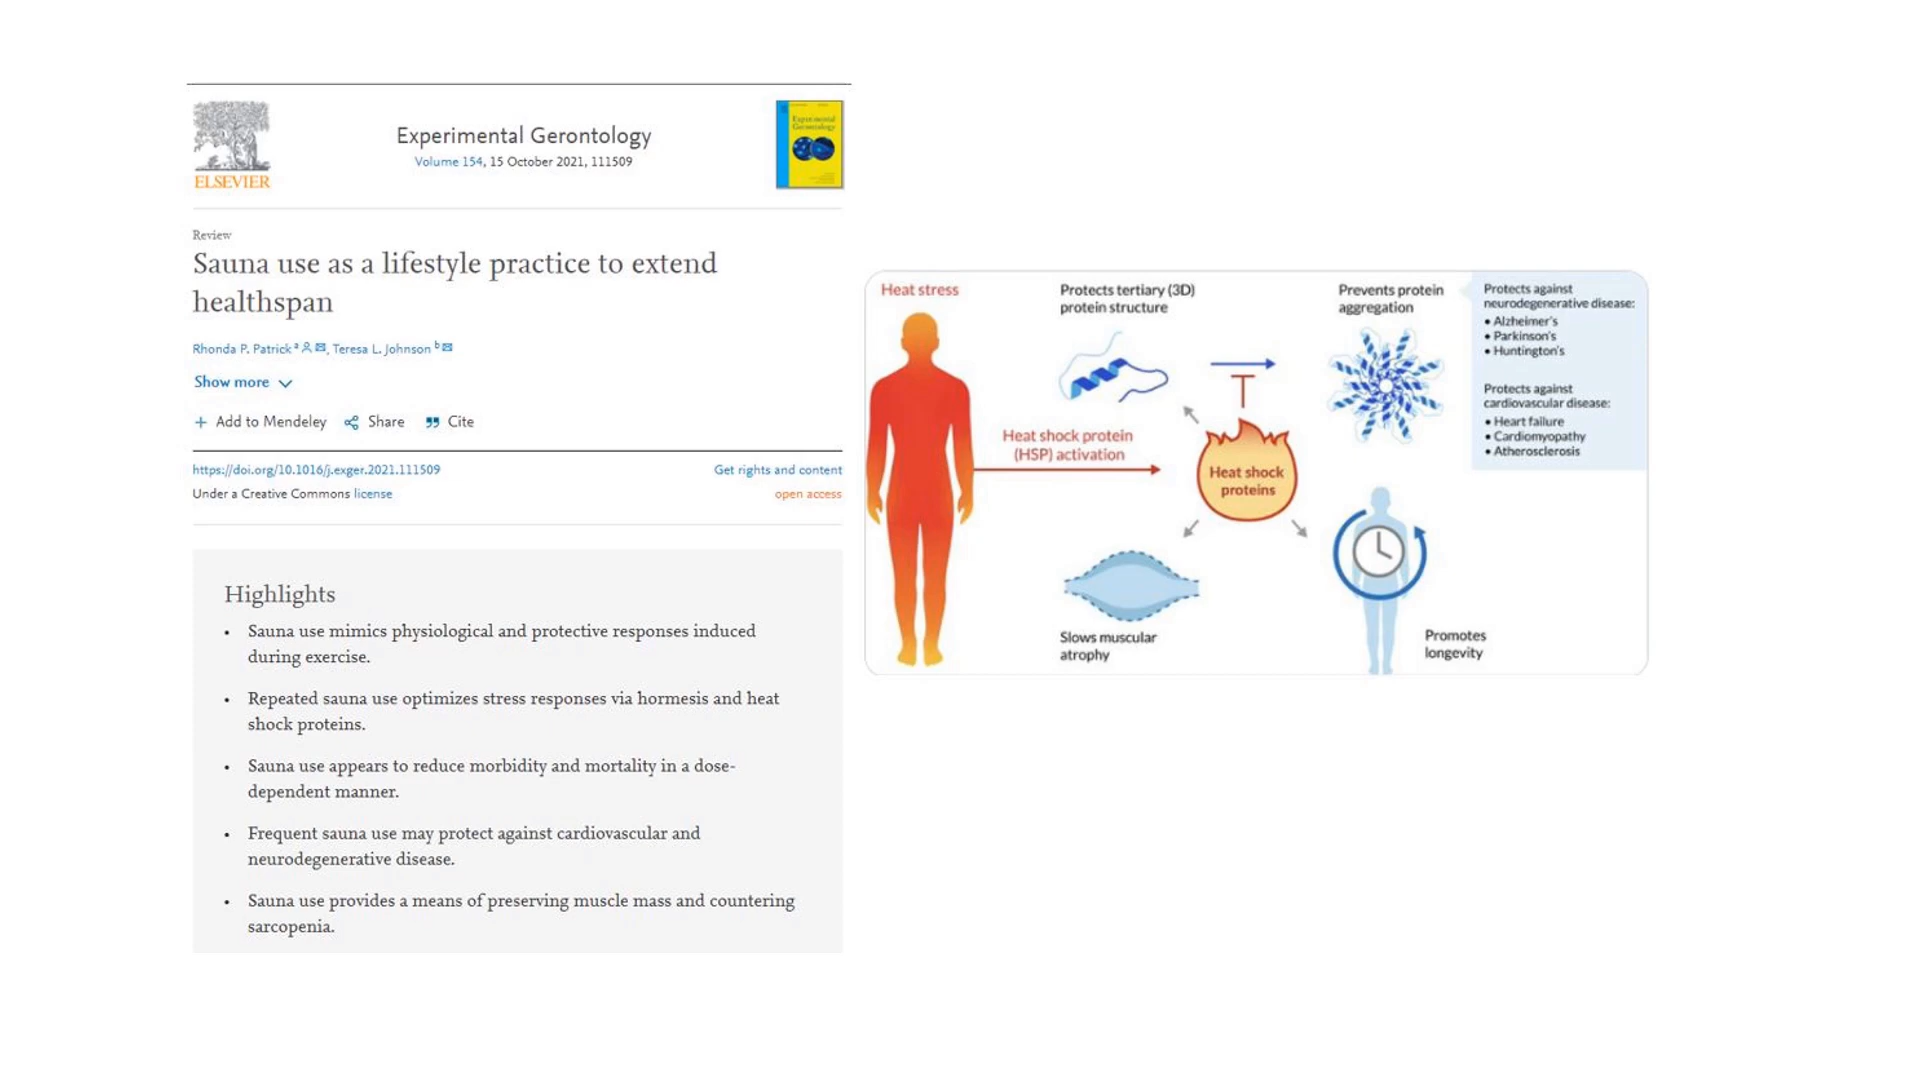 ELSEVIER
Experimental Gerontology
Volume 154, 15 October 2021, 111509
Experimental
Gerontology
Review
Sauna use as a lifestyle practice to extend
healthspan
Rhonda P. Patrick a, Teresa L. Johnson b
Show more
+ Add to Mendeley Share Cite
https://doi.org/10.1016/j.exger.2021.111509 Get rights and content
Under a Creative Commons license open access
Highlights
• Sauna use mimics physiological and protective responses induced
during exercise.
• Repeated sauna use optimizes stress responses via hormesis and heat
shock proteins.
• Sauna use appears to reduce morbidity and mortality in a dose-
dependent manner.
• Frequent sauna use may protect against cardiovascular and
neurodegenerative disease.
• Sauna use provides a means of preserving muscle mass and countering
sarcopenia.
Heat stress
Protects tertiary (3D)
protein structure
Prevents protein
aggregation
Protects against
neurodegenerative disease:
• Alzheimer's
• Parkinson's
• Huntington's
Protects against
cardiovascular disease:
• Heart failure
• Cardiomyopathy
• Atherosclerosis
Heat shock protein
(HSP) activation
Heat shock
proteins
Slows muscular
atrophy
Promotes
longevity